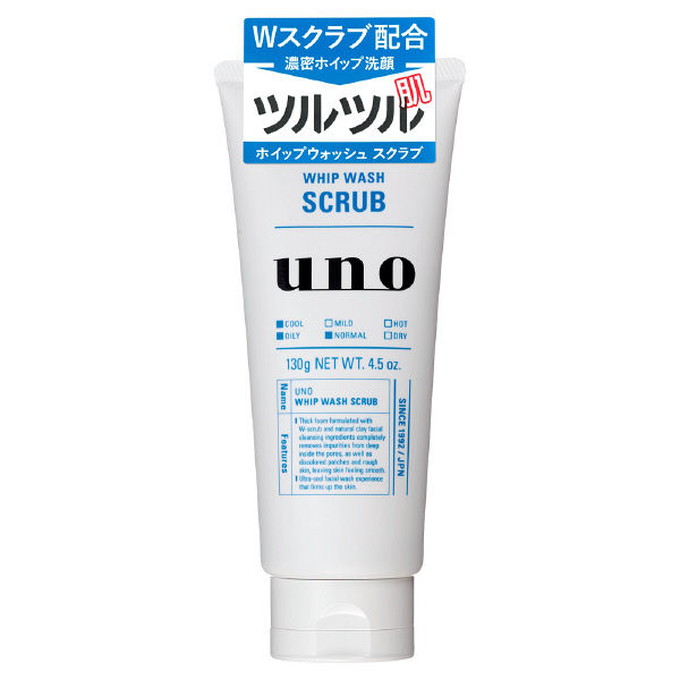 Wスクラブ配合
濃密ホイップ洗顔
ツルツル肌
ホイップウォッシュ スクラブ
WHIP WASH
SCRUB
uno
COOL MILD HOT
OILY NORMAL DRY
130g NET WT. 4.5 oz.
Name
UNO
WHIP WASH SCRUB
Features
Thick foam formulated with
W-scrub and natural clay facial
cleansing ingredients completely
removes impurities from deep
inside the pores, as well as
discolored patches and rough
skin, leaving skin feeling smooth.
Ultra-cool facial wash experience
that firms up the skin.
SINCE 1992 / JPN